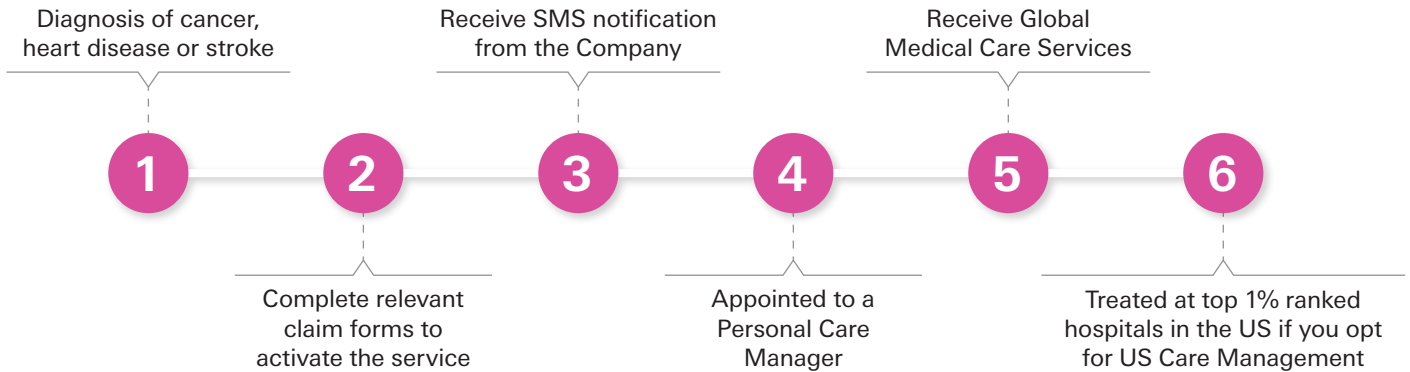 Diagnosis of cancer,
heart disease or stroke
Receive SMS notification
from the Company
Receive Global
Medical Care Services
1
2
3
4
5
6
Complete relevant
claim forms to
activate the service
Appointed to a
Personal Care
Manager
Treated at top 1% ranked
hospitals in the US if you opt
for US Care Management